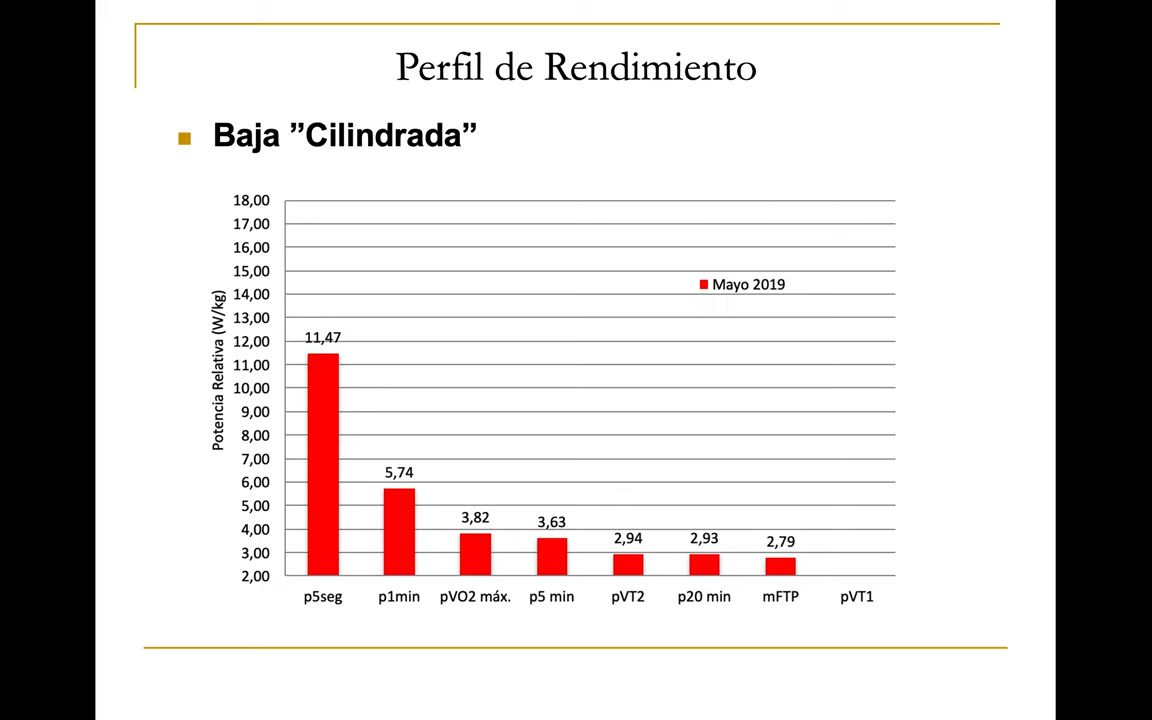 Perfil de Rendimiento
Baja ”Cilindrada”
18,00
17,00
16,00
15,00
14,00
13,00
12,00
11,00
10,00
9,00
8,00
7,00
6,00
5,00
4,00
3,00
2,00
Potencia Relativa (W/kg)
Mayo 2019
11,47
5,74
3,82
3,63
2,94
2,93
2,79
p5seg
p1min
pVO2 máx.
p5 min
pVT2
p20 min
mFTP
pVT1